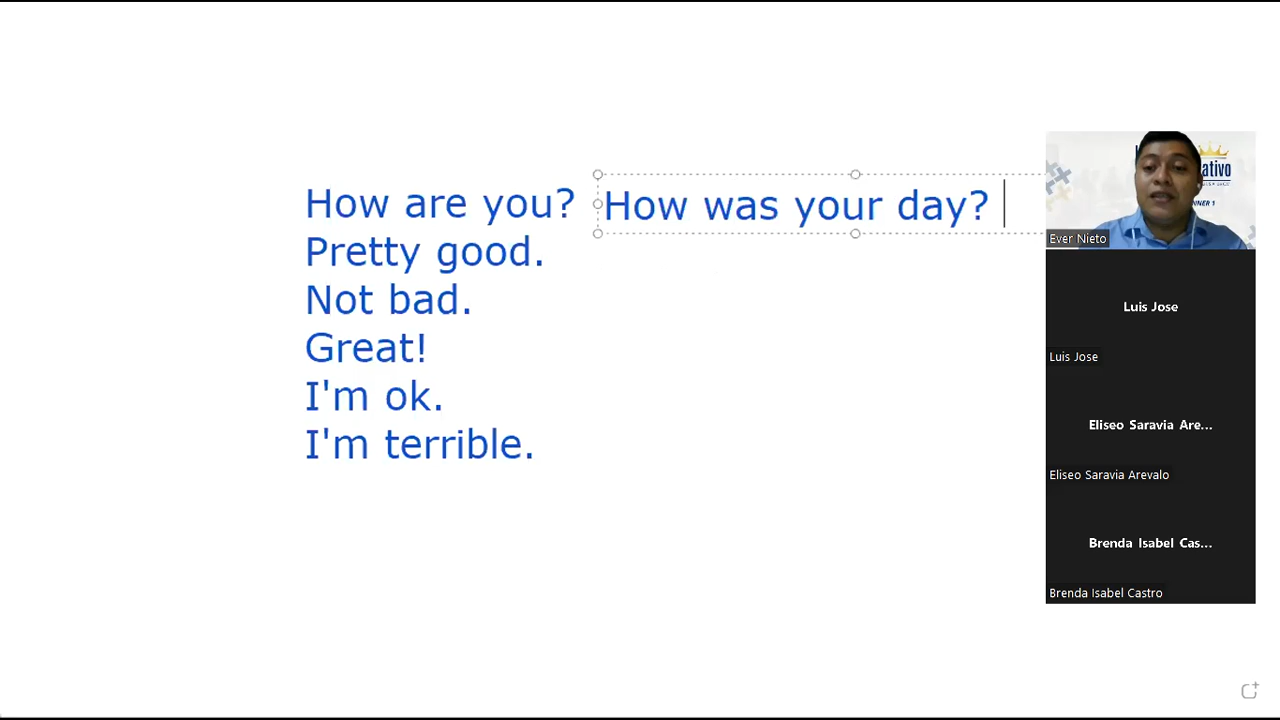 How are you?
How was your day?
Pretty good.
Not bad.
Great!
I'm ok.
I'm terrible.
Ever Nieto
Luis Jose
Luis Jose
Eliseo Saravia Are...
Eliseo Saravia Arevalo
Brenda Isabel Cas...
Brenda Isabel Castro